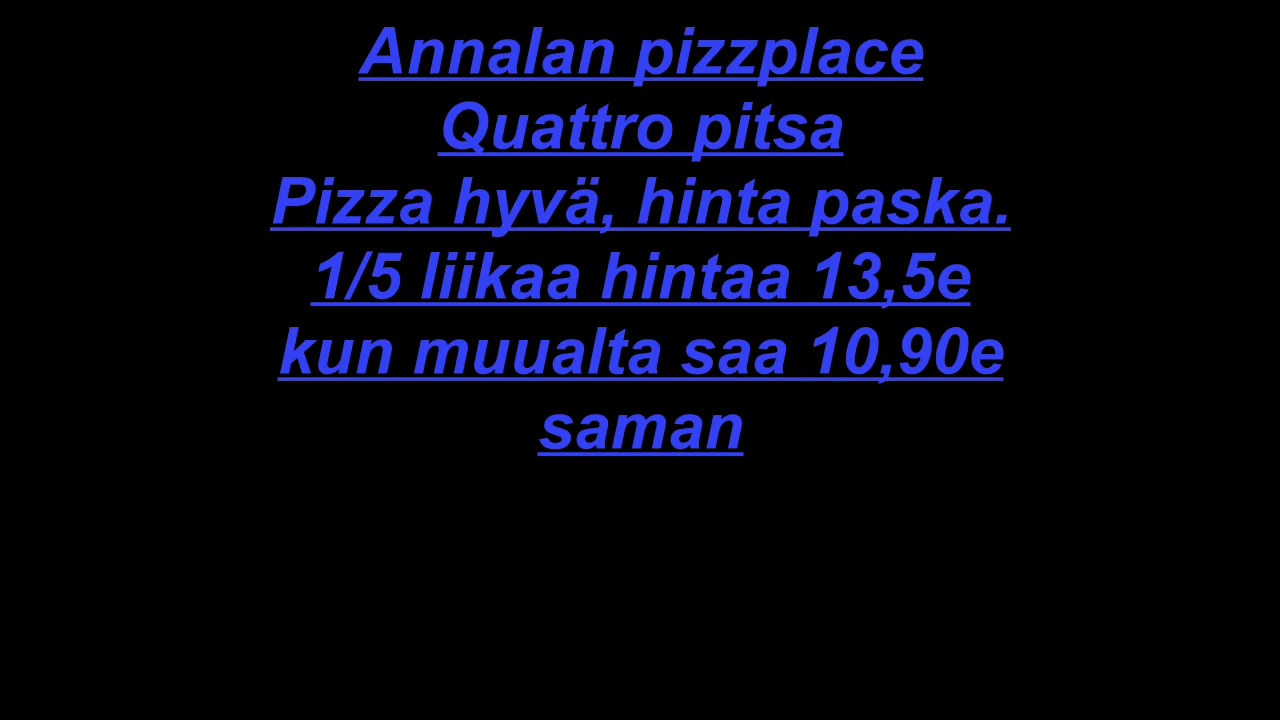 Annalan pizzplace
Quattro pitsa
Pizza hyvä, hinta paska.
1/5 liikaa hintaa 13,5e
kun muualta saa 10,90e
saman